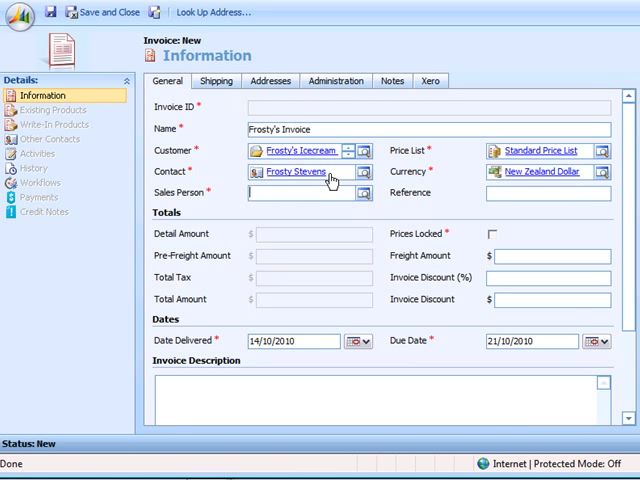 Save and Close Look Up Address...
Invoice: New
Information
Details:
Information
Existing Products
Write-In Products
Other Contacts
Activities
History
Workflows
Payments
Credit Notes
General Shipping Addresses Administration Notes Xero
Invoice ID *
Name * Frosty's Invoice
Customer * Frosty's Icecream Price List * Standard Price List
Contact * Frosty Stevens Currency * New Zealand Dollar
Sales Person * Reference
Totals
Detail Amount $ Prices Locked *
Pre-Freight Amount $ Freight Amount $
Total Tax $ Invoice Discount (%)
Total Amount $ Invoice Discount $
Dates
Date Delivered * 14/10/2010 Due Date * 21/10/2010
Invoice Description
Status: New
Done Internet | Protected Mode: Off